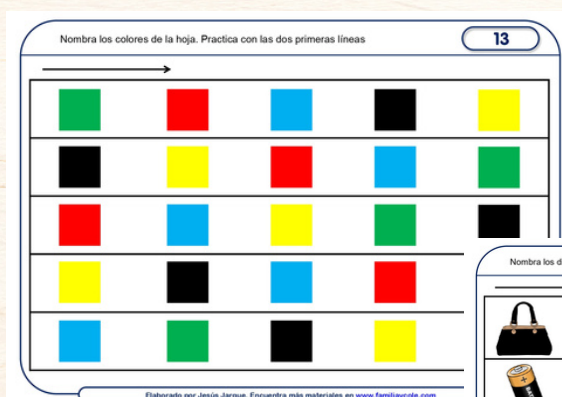 Nombra los colores de la hoja. Practica con las dos primeras líneas
13
Nombra los d
Elaborado por Jesús Jarque. Encuentra más materiales en www.familiaycole.com